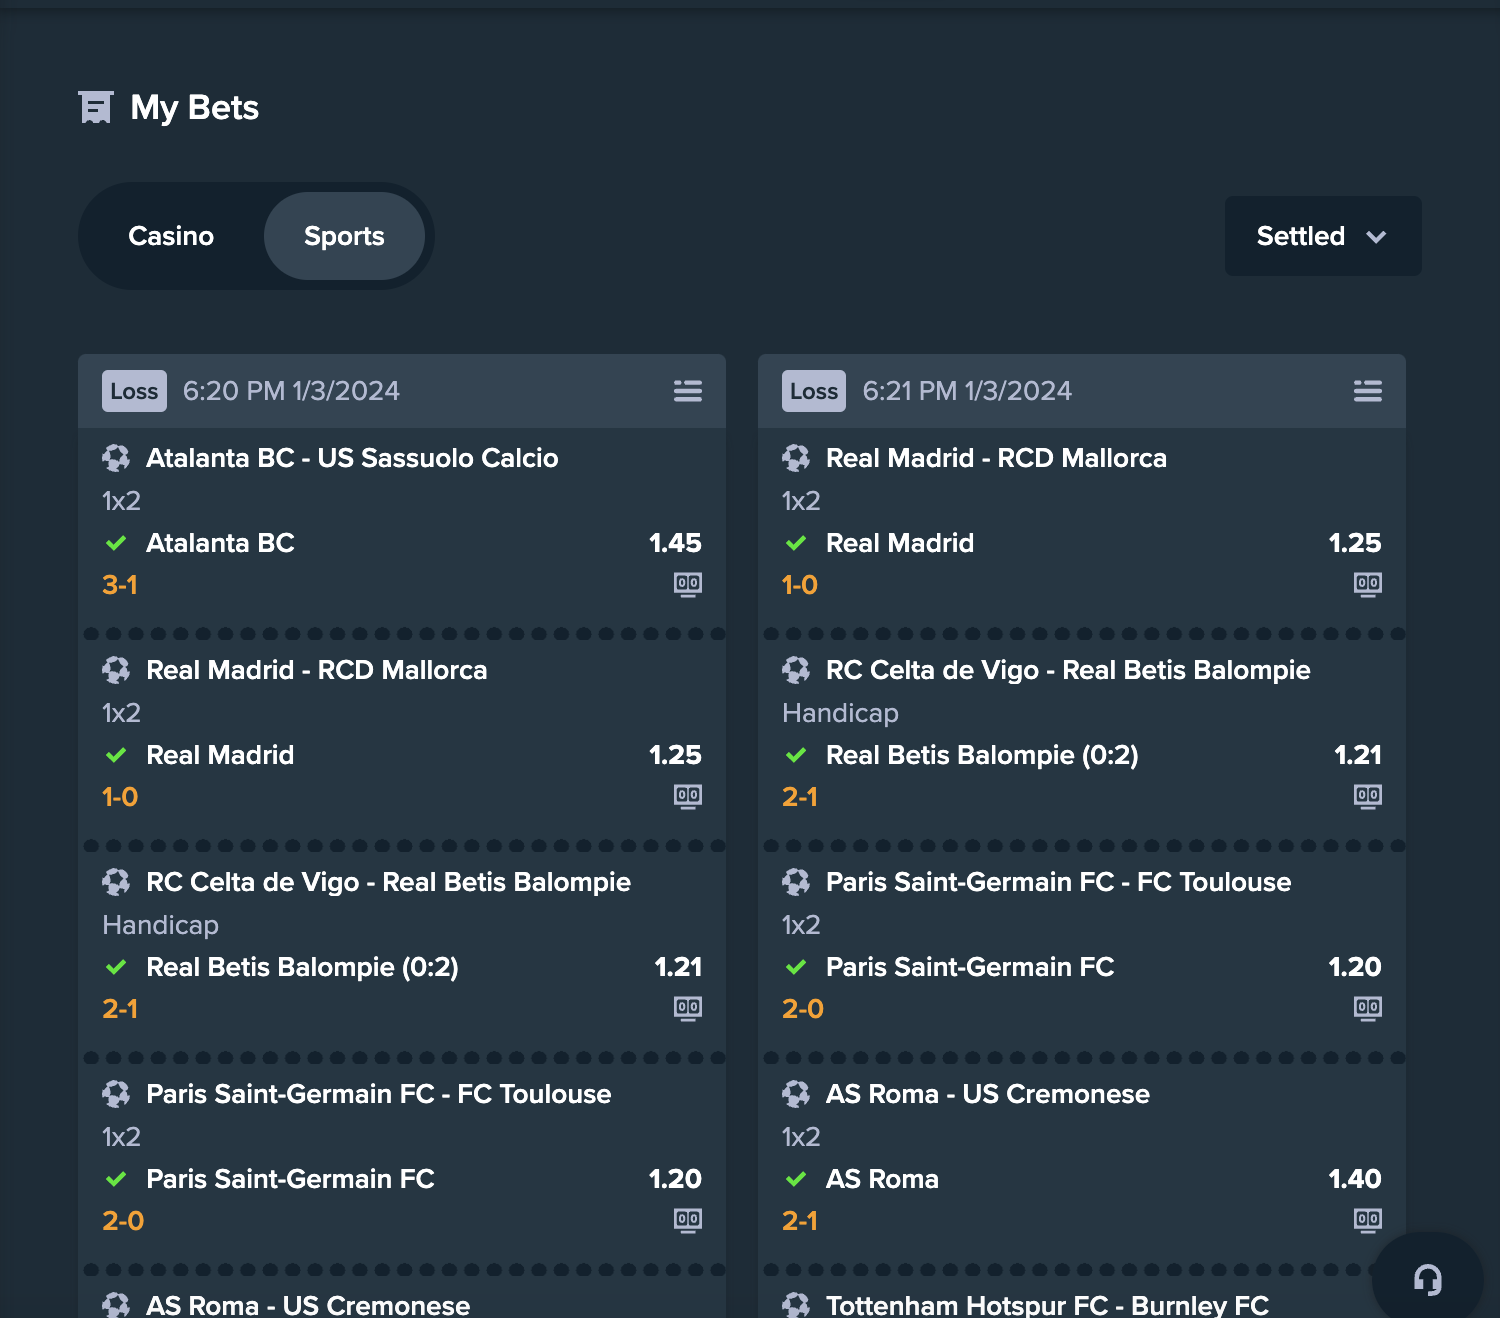 My Bets
Casino
Sports
Settled
Loss 6:20 PM 1/3/2024
Atalanta BC - US Sassuolo Calcio
1x2
Atalanta BC 1.45
3-1
Real Madrid - RCD Mallorca
1x2
Real Madrid 1.25
1-0
RC Celta de Vigo - Real Betis Balompie
Handicap
Real Betis Balompie (0:2) 1.21
2-1
Paris Saint-Germain FC - FC Toulouse
1x2
Paris Saint-Germain FC 1.20
2-0
AS Roma - US Cremonese
Loss 6:21 PM 1/3/2024
Real Madrid - RCD Mallorca
1x2
Real Madrid 1.25
1-0
RC Celta de Vigo - Real Betis Balompie
Handicap
Real Betis Balompie (0:2) 1.21
2-1
Paris Saint-Germain FC - FC Toulouse
1x2
Paris Saint-Germain FC 1.20
2-0
AS Roma - US Cremonese
1x2
AS Roma 1.40
2-1
Tottenham Hotspur FC - Burnley FC